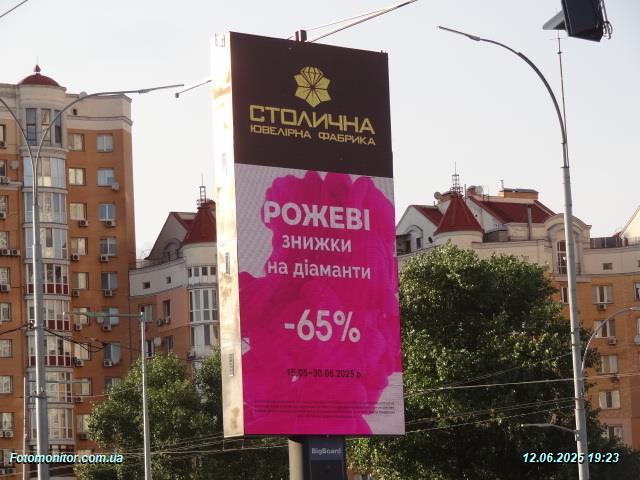 СТОЛИЧНА
ЮВЕЛІРНА ФАБРИКА
РОЖЕВІ
ЗНИЖКИ
на діаманти
-65%
15.05-30.06.2025 р.
BigBoard
Fotomonitor.com.ua
12.06.2025 19:23